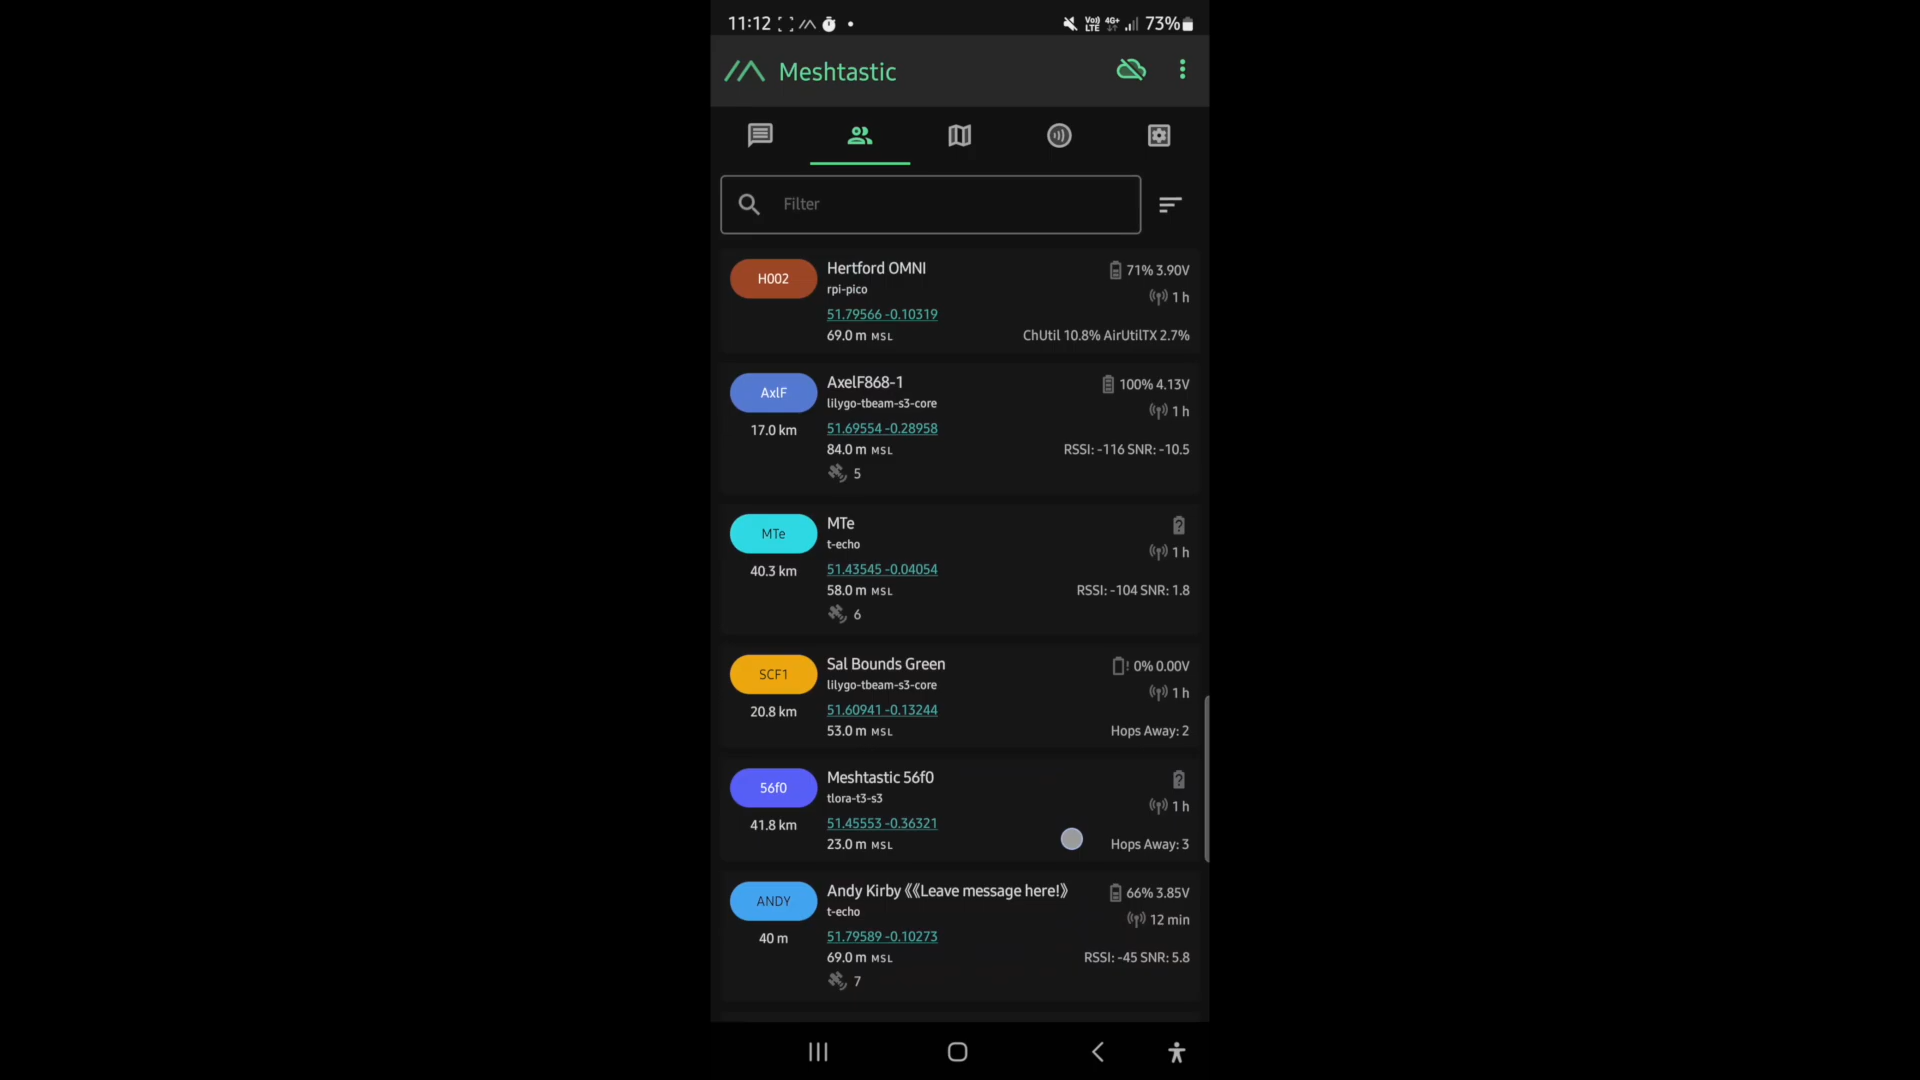 11:12 Vo)) LTE 4G+ 73%
Meshtastic
Filter
H002 Hertford OMNI 71% 3.90V
rpi-pico 1 h
51.79566 -0.10319
69.0 m MSL ChUtil 10.8% AirUtilTX 2.7%
AxlF AxelF868-1 100% 4.13V
lilygo-tbeam-s3-core 1 h
17.0 km 51.69554 -0.28958
84.0 m MSL RSSI: -116 SNR: -10.5
5
MTe MTe
t-echo 1 h
40.3 km 51.43545 -0.04054
58.0 m MSL RSSI: -104 SNR: 1.8
6
SCF1 Sal Bounds Green 0% 0.00V
lilygo-tbeam-s3-core 1 h
20.8 km 51.60941 -0.13244
53.0 m MSL Hops Away: 2
56f0 Meshtastic 56f0
tlora-t3-s3 1 h
41.8 km 51.45553 -0.36321
23.0 m MSL Hops Away: 3
ANDY Andy Kirby 《《Leave message here!》 66% 3.85V
t-echo 12 min
40 m 51.79589 -0.10273
69.0 m MSL RSSI: -45 SNR: 5.8
7